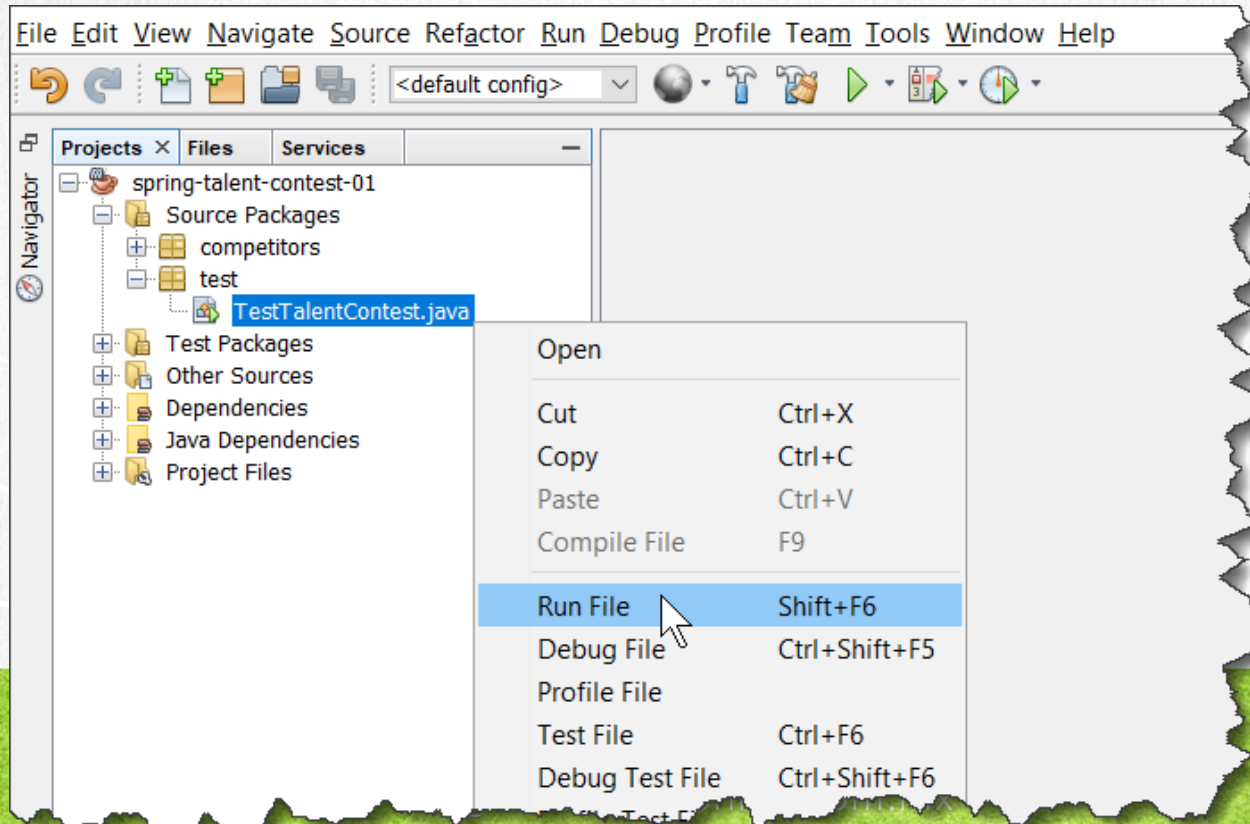 File Edit View Navigate Source Refactor Run Debug Profile Team Tools Window Help
<default config>
Projects Files Services
Navigator
spring-talent-contest-01
Source Packages
competitors
test
TestTalentContest.java
Test Packages
Other Sources
Dependencies
Java Dependencies
Project Files
Open
Cut Ctrl+X
Copy Ctrl+C
Paste Ctrl+V
Compile File F9
Run File Shift+F6
Debug File Ctrl+Shift+F5
Profile File
Test File Ctrl+F6
Debug Test File Ctrl+Shift+F6